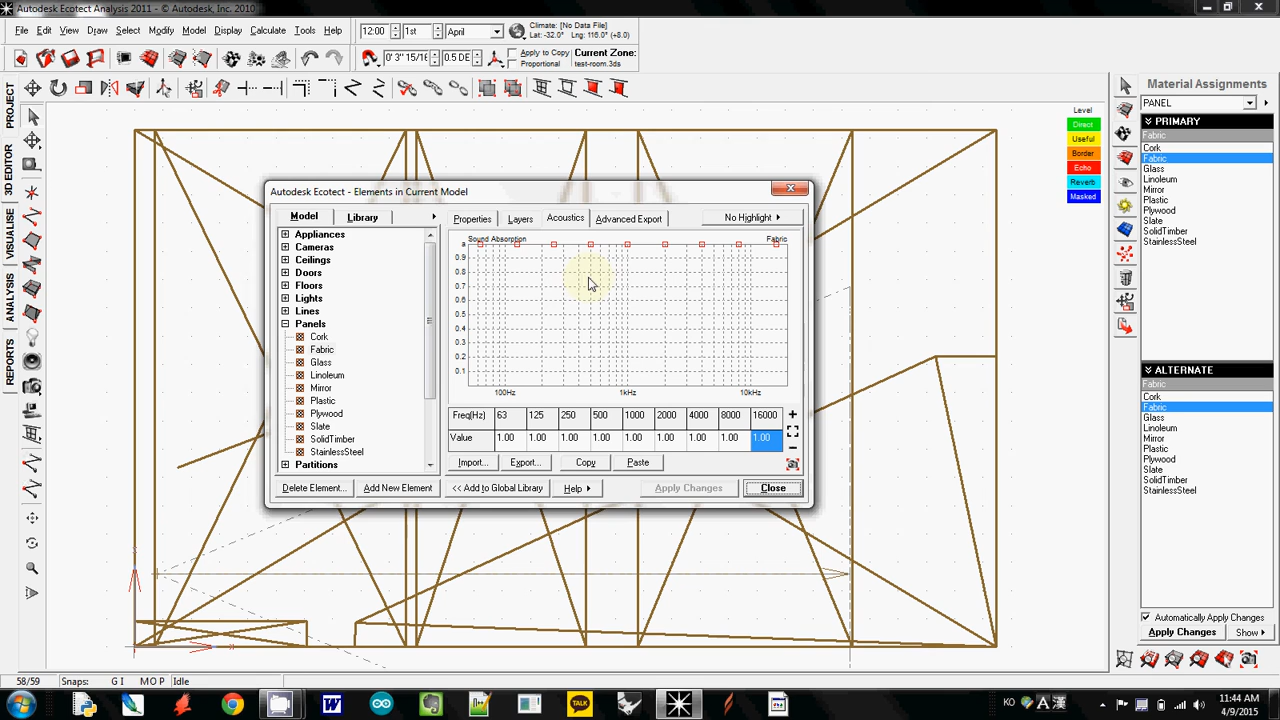 Autodesk Ecotect Analysis 2011 - © Autodesk, Inc. 2010
File Edit View Draw Select Modify Model Display Calculate Tools Help
12:00 1st April
Climate: [No Data File]
Lat: -32.0° Lng: 116.0° (+8.0)
0' 3" 15/16 0.5 DE
Apply to Copy
Proportional
Current Zone:
test-room.3ds
PROJECT
3D EDITOR
VISUALISE
ANALYSIS
REPORTS
Level
Direct
Useful
Border
Echo
Reverb
Masked
Autodesk Ecotect - Elements in Current Model
Model Library
Appliances
Cameras
Ceilings
Doors
Floors
Lights
Lines
Panels
Cork
Fabric
Glass
Linoleum
Mirror
Plastic
Plywood
Slate
SolidTimber
StainlessSteel
Partitions
Properties Layers Acoustics Advanced Export No Highlight
Sound Absorption Fabric
a
0.9
0.8
0.7
0.6
0.5
0.4
0.3
0.2
0.1
100Hz 1kHz 10kHz
Freq(Hz) 63 125 250 500 1000 2000 4000 8000 16000
Value 1.00 1.00 1.00 1.00 1.00 1.00 1.00 1.00 1.00
Import... Export... Copy Paste
Delete Element... Add New Element << Add to Global Library Help Apply Changes Close
Material Assignments
PANEL
PRIMARY
Fabric
Cork
Fabric
Glass
Linoleum
Mirror
Plastic
Plywood
Slate
SolidTimber
StainlessSteel
ALTERNATE
Fabric
Cork
Fabric
Glass
Linoleum
Mirror
Plastic
Plywood
Slate
SolidTimber
StainlessSteel
Automatically Apply Changes
Apply Changes Show
58/59 Snaps: G I M O P Idle
W TALK KO A 漢
11:44 AM
4/9/2015